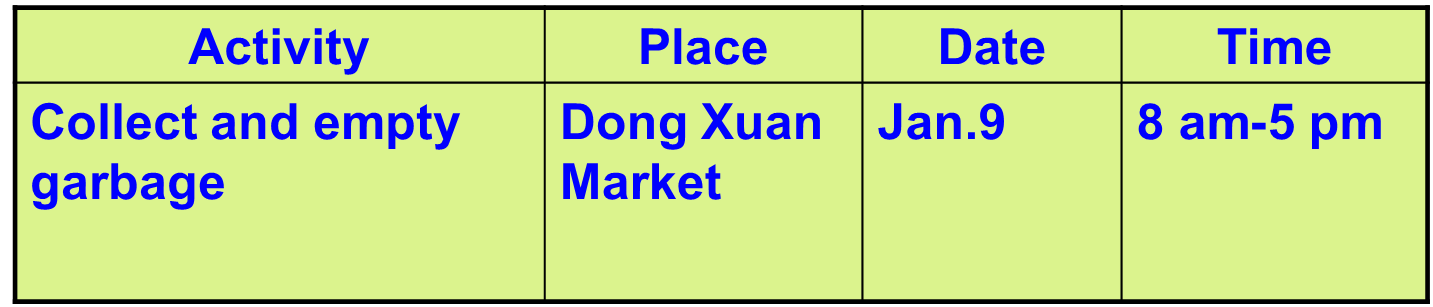 Activity Place Date Time
Collect and empty Dong Xuan Jan.9 8 am-5 pm
garbage Market